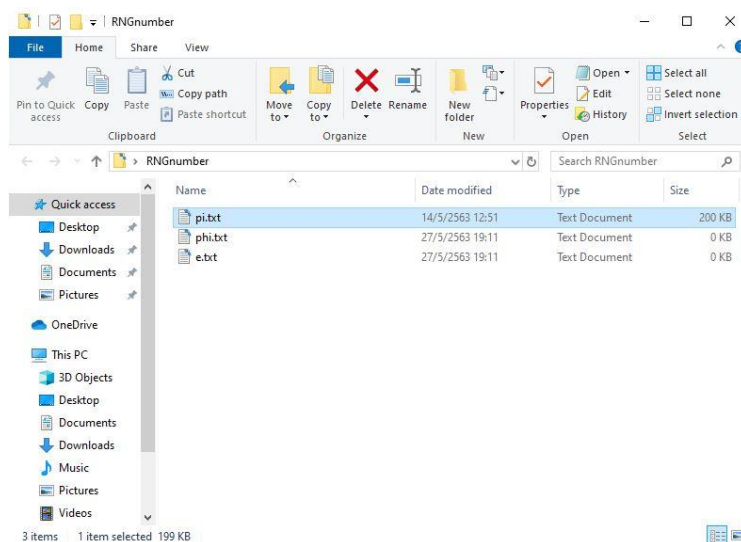 RNGnumber
File Home Share View
Pin to Quick access
Copy
Paste
Cut
Copy path
Paste shortcut
Clipboard
Move to
Copy to
Delete
Rename
Organize
New folder
New
Properties
Open
Edit
History
Open
Select all
Select none
Invert selection
Select
RNGnumber
Search RNGnumber
Quick access
Desktop
Downloads
Documents
Pictures
OneDrive
This PC
3D Objects
Desktop
Documents
Downloads
Music
Pictures
Videos
Name Date modified Type Size
pi.txt 14/5/2563 12:51 Text Document 200 KB
phi.txt 27/5/2563 19:11 Text Document 0 KB
e.txt 27/5/2563 19:11 Text Document 0 KB
3 items 1 item selected 199 KB